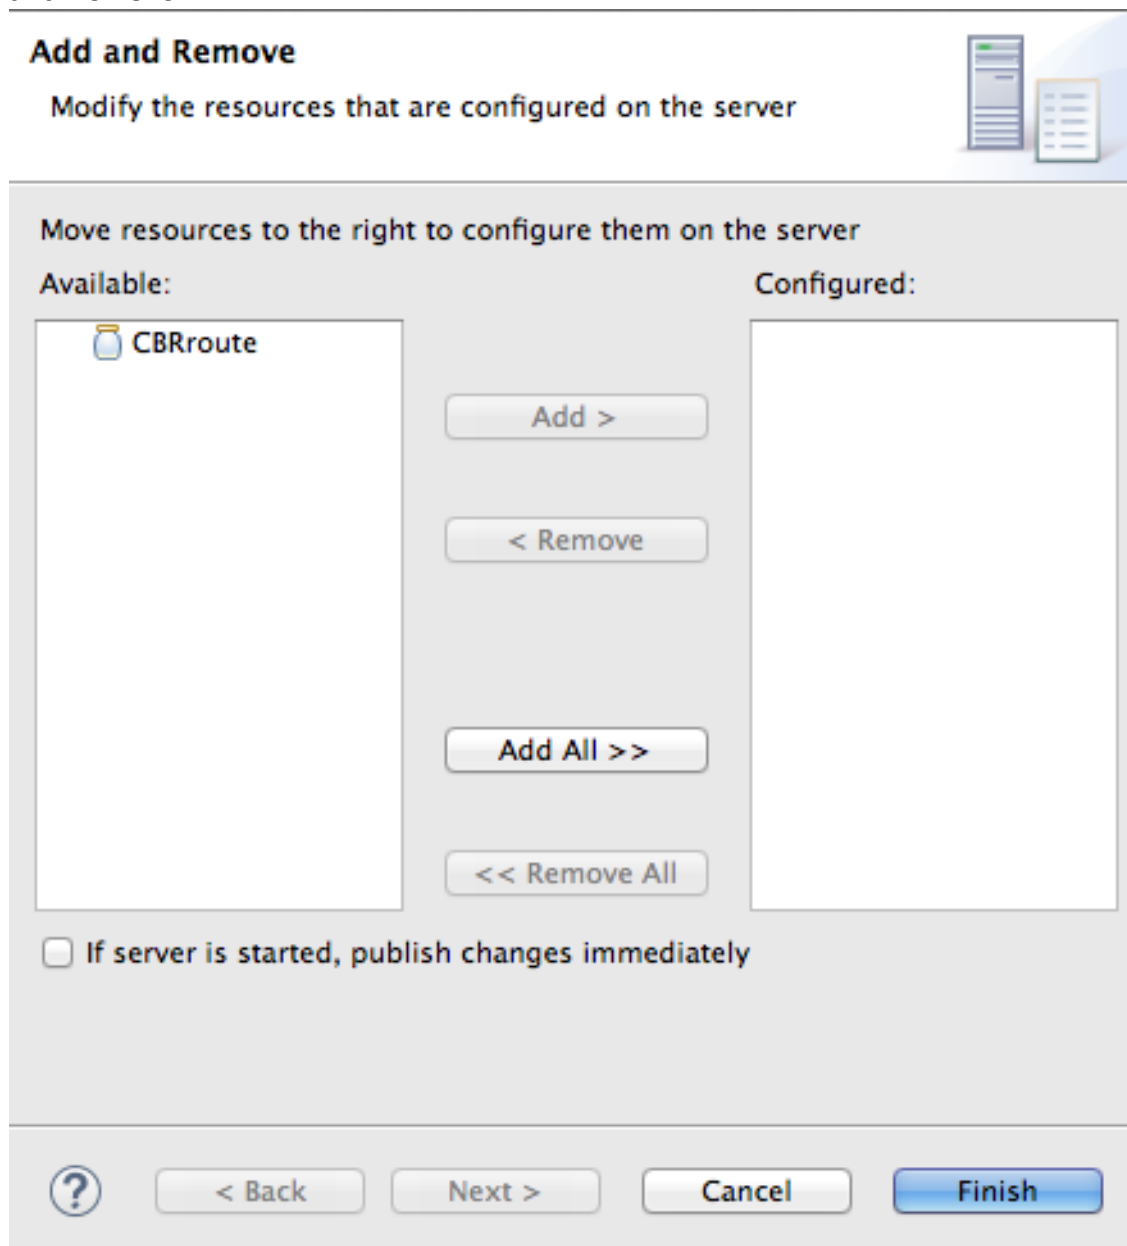 Add and Remove
Modify the resources that are configured on the server
Move resources to the right to configure them on the server
Available:
Configured:
CBRroute
Add >
< Remove
Add All >>
<< Remove All
If server is started, publish changes immediately
?
< Back
Next >
Cancel
Finish